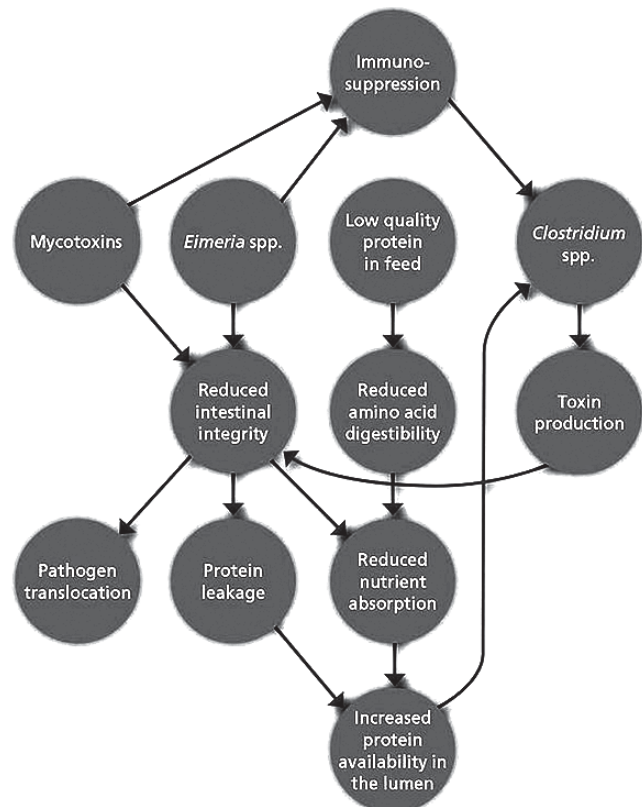 Immuno-
suppression
Mycotoxins
Eimeria spp.
Low quality
protein
in feed
Clostridium
spp.
Reduced
intestinal
integrity
Reduced
amino acid
digestibility
Toxin
production
Pathogen
translocation
Protein
leakage
Reduced
nutrient
absorption
Increased
protein
availability in
the lumen